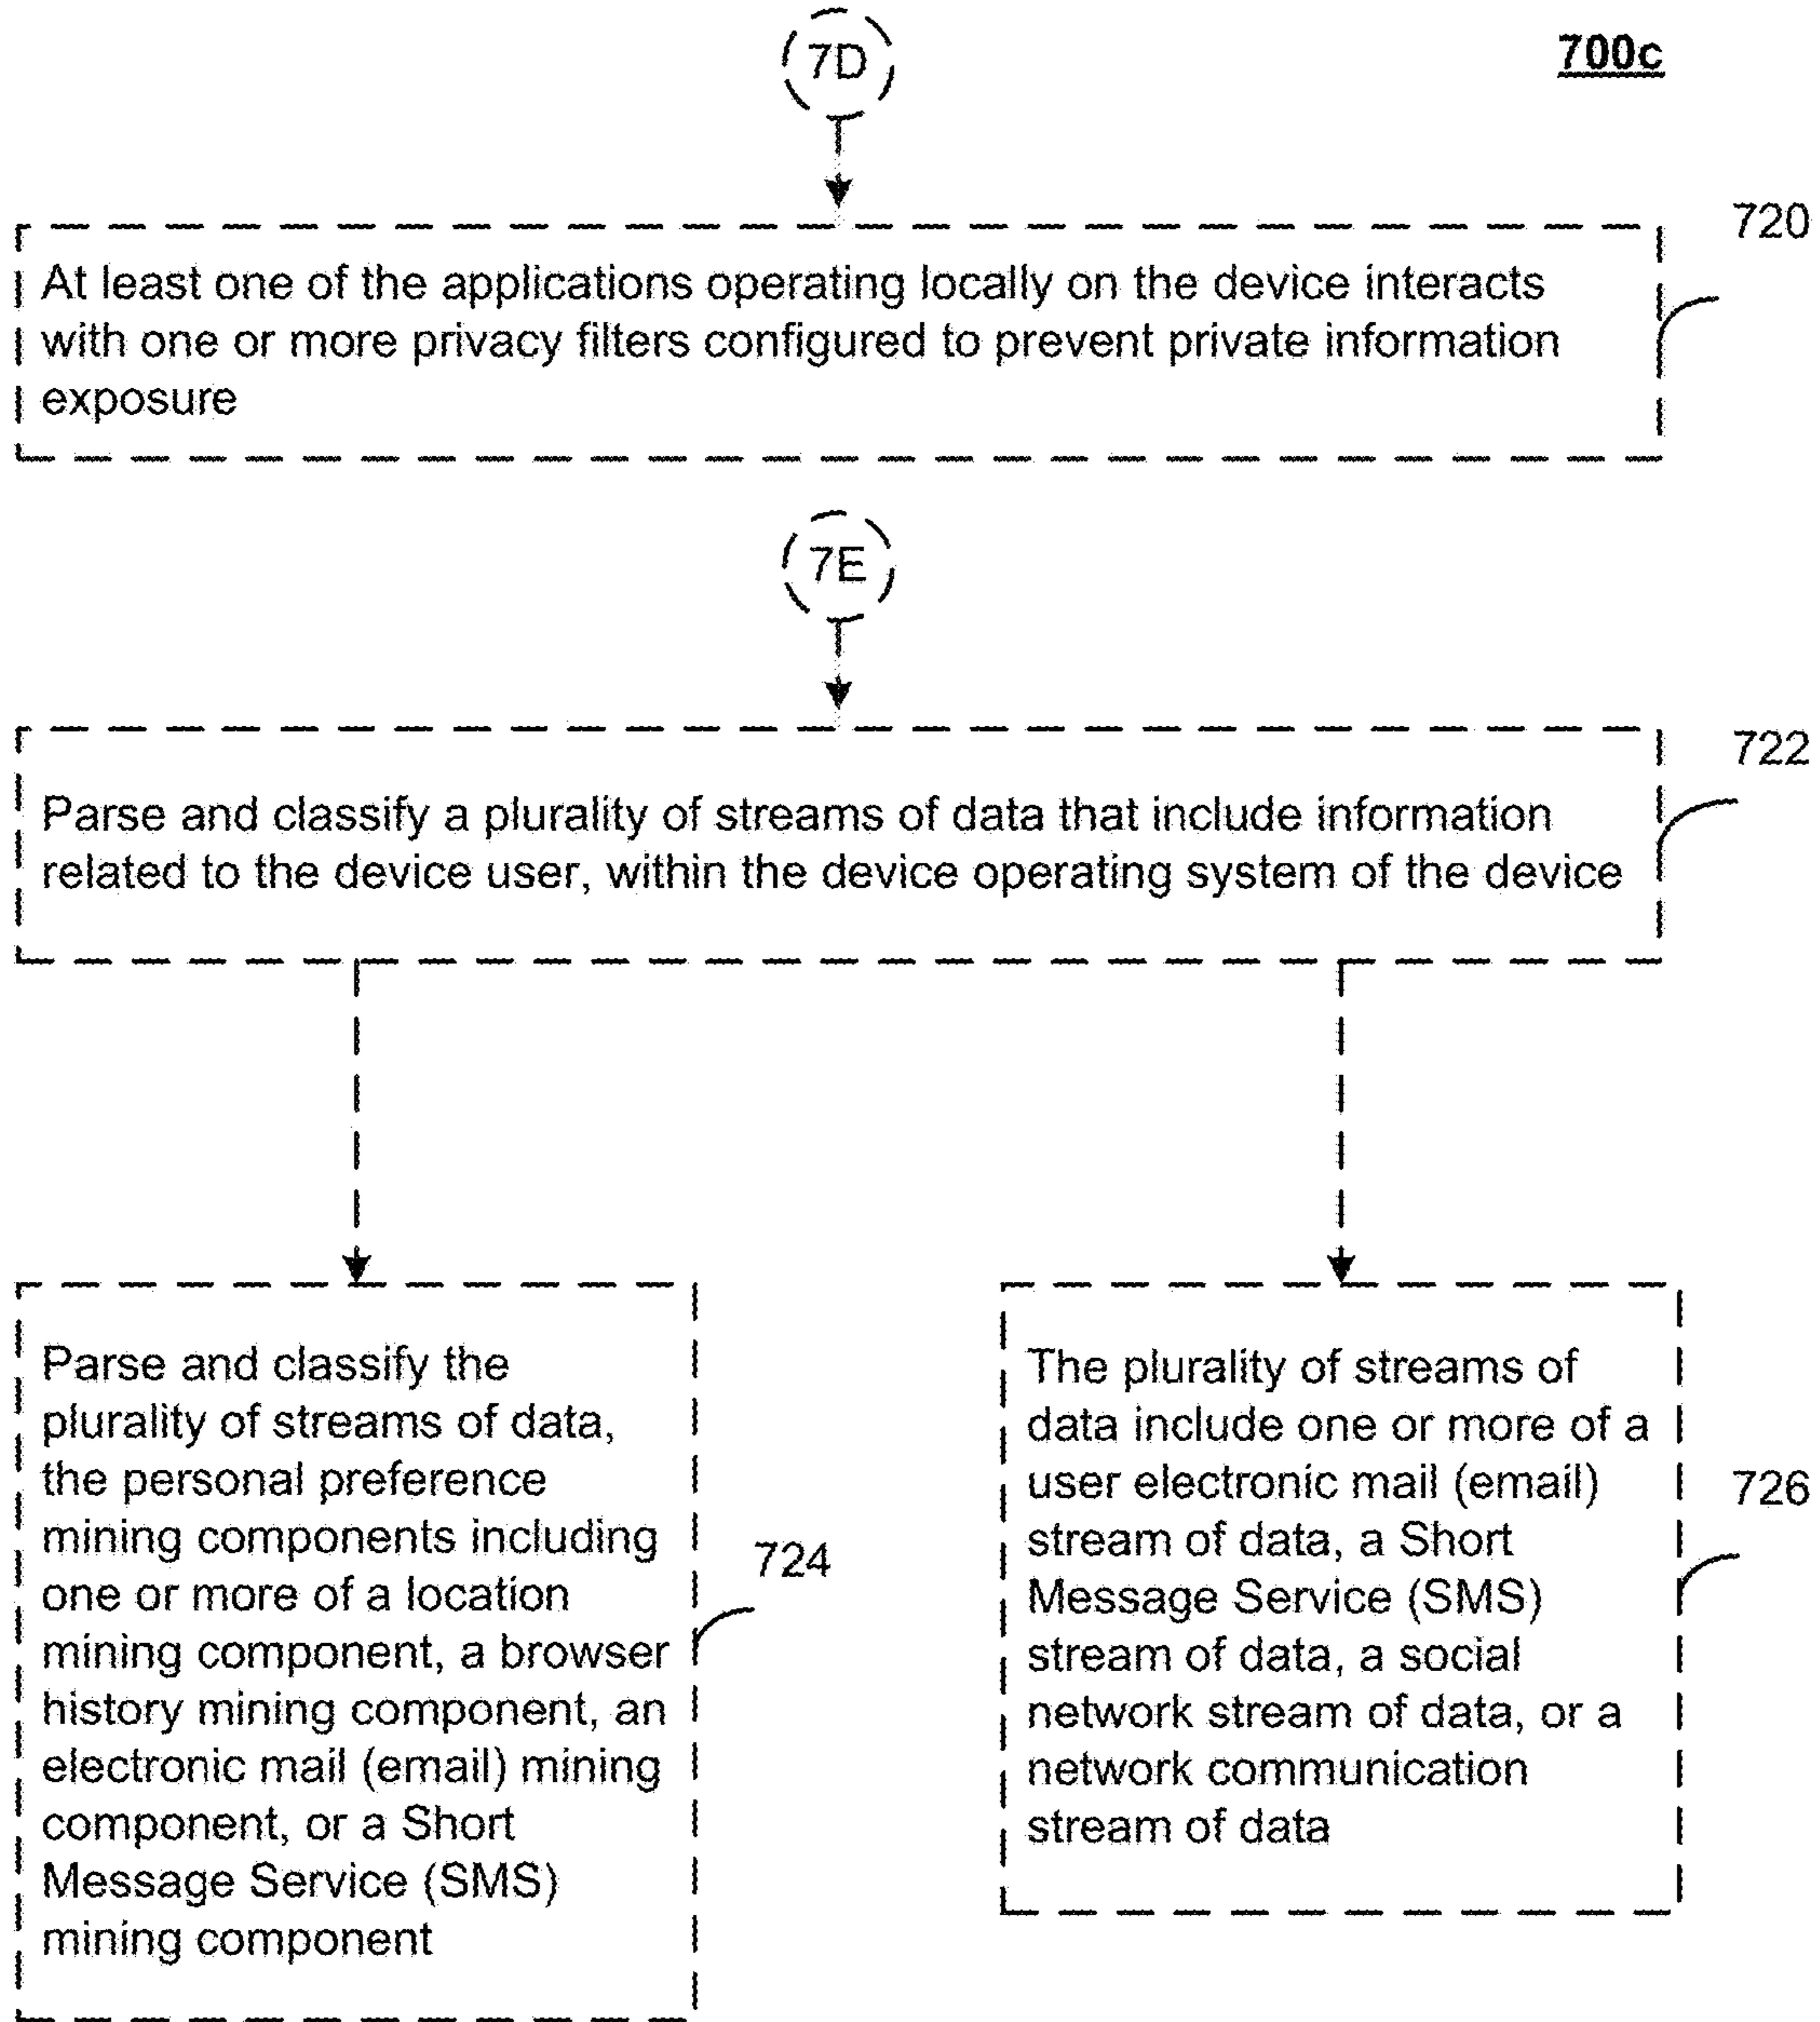 7D
700c
720
At least one of the applications operating locally on the device interacts
with one or more privacy filters configured to prevent private information
exposure
7E
722
Parse and classify a plurality of streams of data that include information
related to the device user, within the device operating system of the device
Parse and classify the
plurality of streams of data,
the personal preference
mining components including
one or more of a location
mining component, a browser
history mining component, an
electronic mail (email) mining
component, or a Short
Message Service (SMS)
mining component
724
The plurality of streams of
data include one or more of a
user electronic mail (email)
stream of data, a Short
Message Service (SMS)
stream of data, a social
network stream of data, or a
network communication
stream of data
726